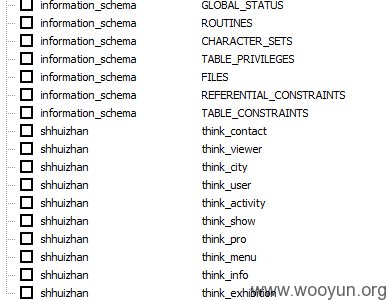 information_schema GLOBAL_STATUS
information_schema ROUTINES
information_schema CHARACTER_SETS
information_schema TABLE_PRIVILEGES
information_schema FILES
information_schema REFERENTIAL_CONSTRAINTS
information_schema TABLE_CONSTRAINTS
shhuizhan think_contact
shhuizhan think_viewer
shhuizhan think_city
shhuizhan think_user
shhuizhan think_activity
shhuizhan think_show
shhuizhan think_pro
shhuizhan think_menu
shhuizhan think_info
shhuizhan think_exhibition
www.wooyun.org